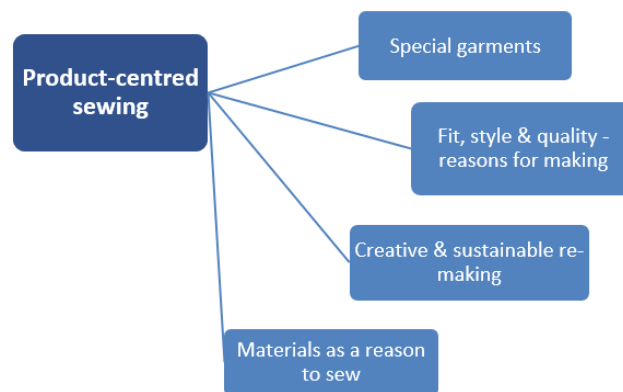 Product-centred
sewing
Special garments
Fit, style & quality -
reasons for making
Creative & sustainable re-
making
Materials as a reason
to sew